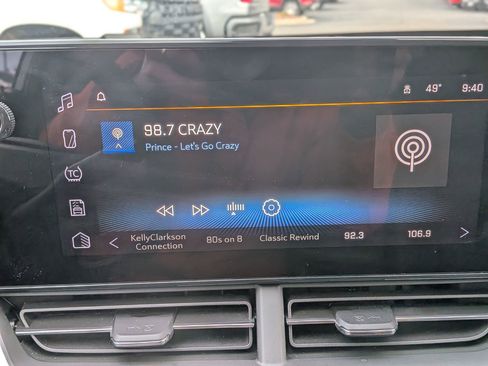 49° 9:40
98.7 CRAZY
Prince - Let's Go Crazy
TC
KellyClarkson Connection
80s on 8
Classic Rewind
92.3
106.9